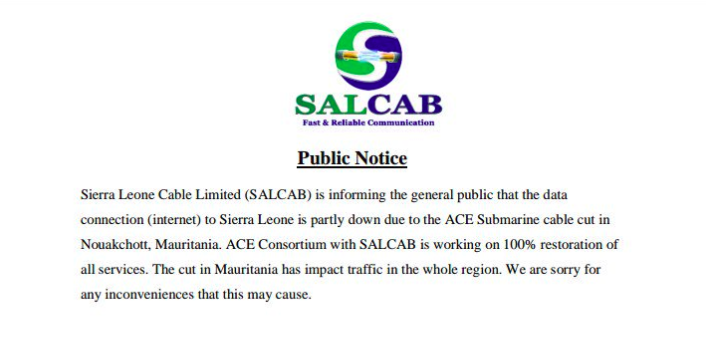 SALCAB
Fast & Reliable Communication
Public Notice
Sierra Leone Cable Limited (SALCAB) is informing the general public that the data
connection (internet) to Sierra Leone is partly down due to the ACE Submarine cable cut in
Nouakchott, Mauritania. ACE Consortium with SALCAB is working on 100% restoration of
all services. The cut in Mauritania has impact traffic in the whole region. We are sorry for
any inconveniences that this may cause.